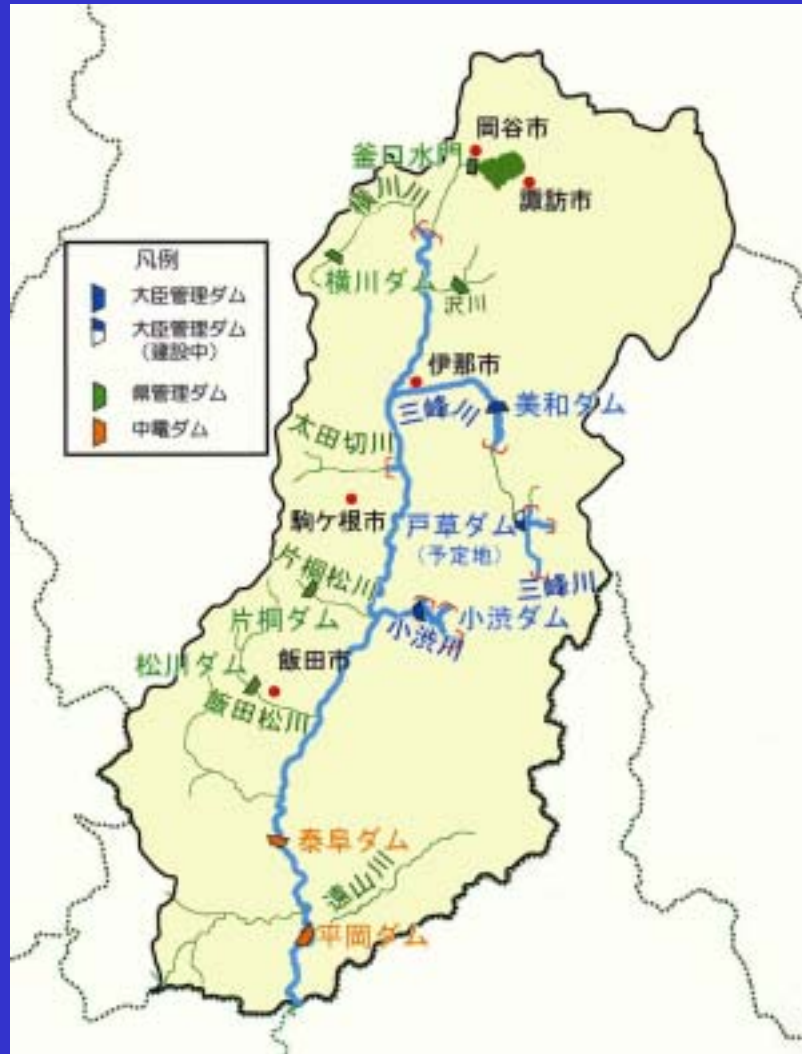 岡谷市
釜口水門
諏訪市
横川川
凡例
大臣管理ダム
大臣管理ダム
(建設中)
県管理ダム
中電ダム
横川ダム
沢川
伊那市
三峰川
美和ダム
太田切川
駒ケ根市
戸草ダム
(予定地)
三峰川
片桐松川
片桐ダム
小渋川
小渋ダム
松川ダム
飯田市
飯田松川
泰阜ダム
遠山川
平岡ダム